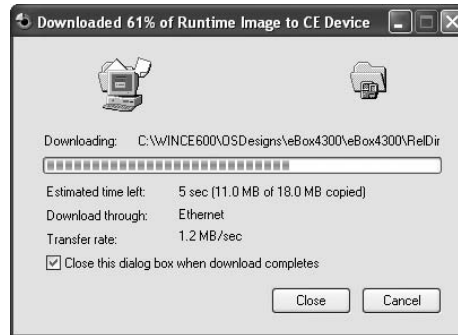 Downloaded 61% of Runtime Image to CE Device
Downloading: C:\WINCE600\OSDesigns\eBox4300\eBox4300\RelDir
Estimated time left: 5 sec (11.0 MB of 18.0 MB copied)
Download through: Ethernet
Transfer rate: 1.2 MB/sec
Close this dialog box when download completes
Close Cancel